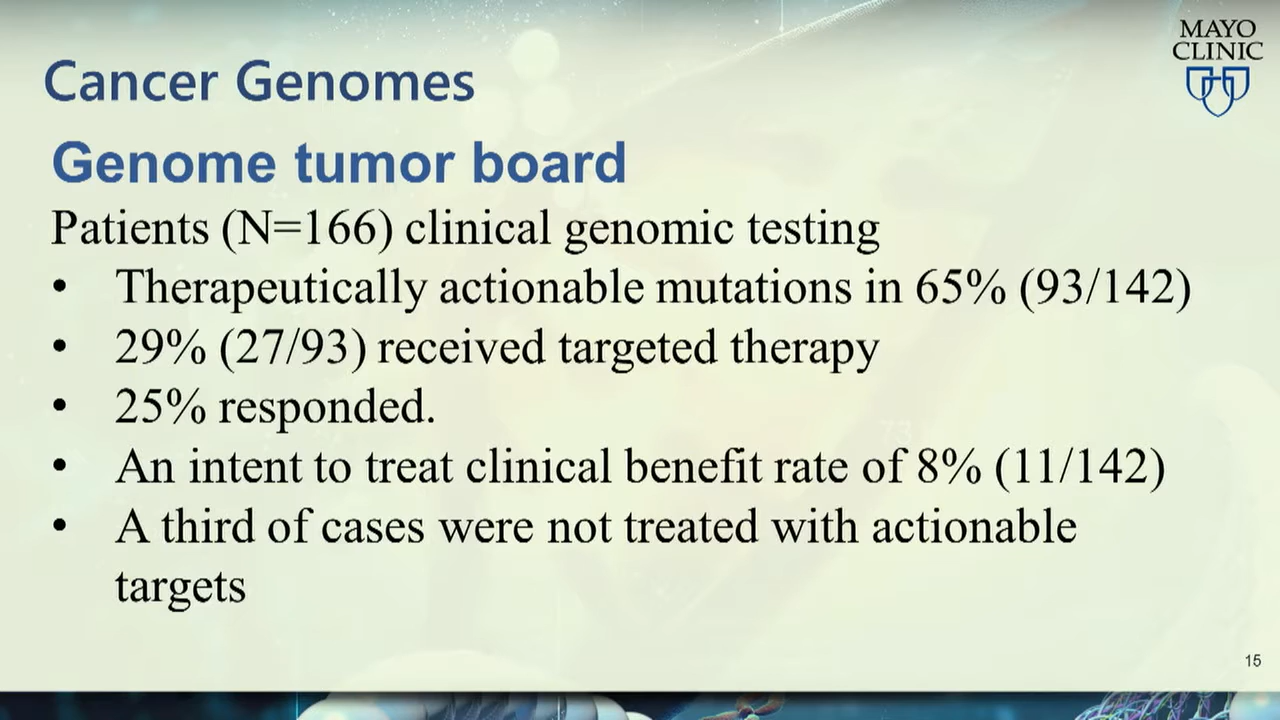 MAYO
CLINIC
Cancer Genomes
Genome tumor board
Patients (N=166) clinical genomic testing
• Therapeutically actionable mutations in 65% (93/142)
• 29% (27/93) received targeted therapy
• 25% responded.
• An intent to treat clinical benefit rate of 8% (11/142)
• A third of cases were not treated with actionable
targets
15